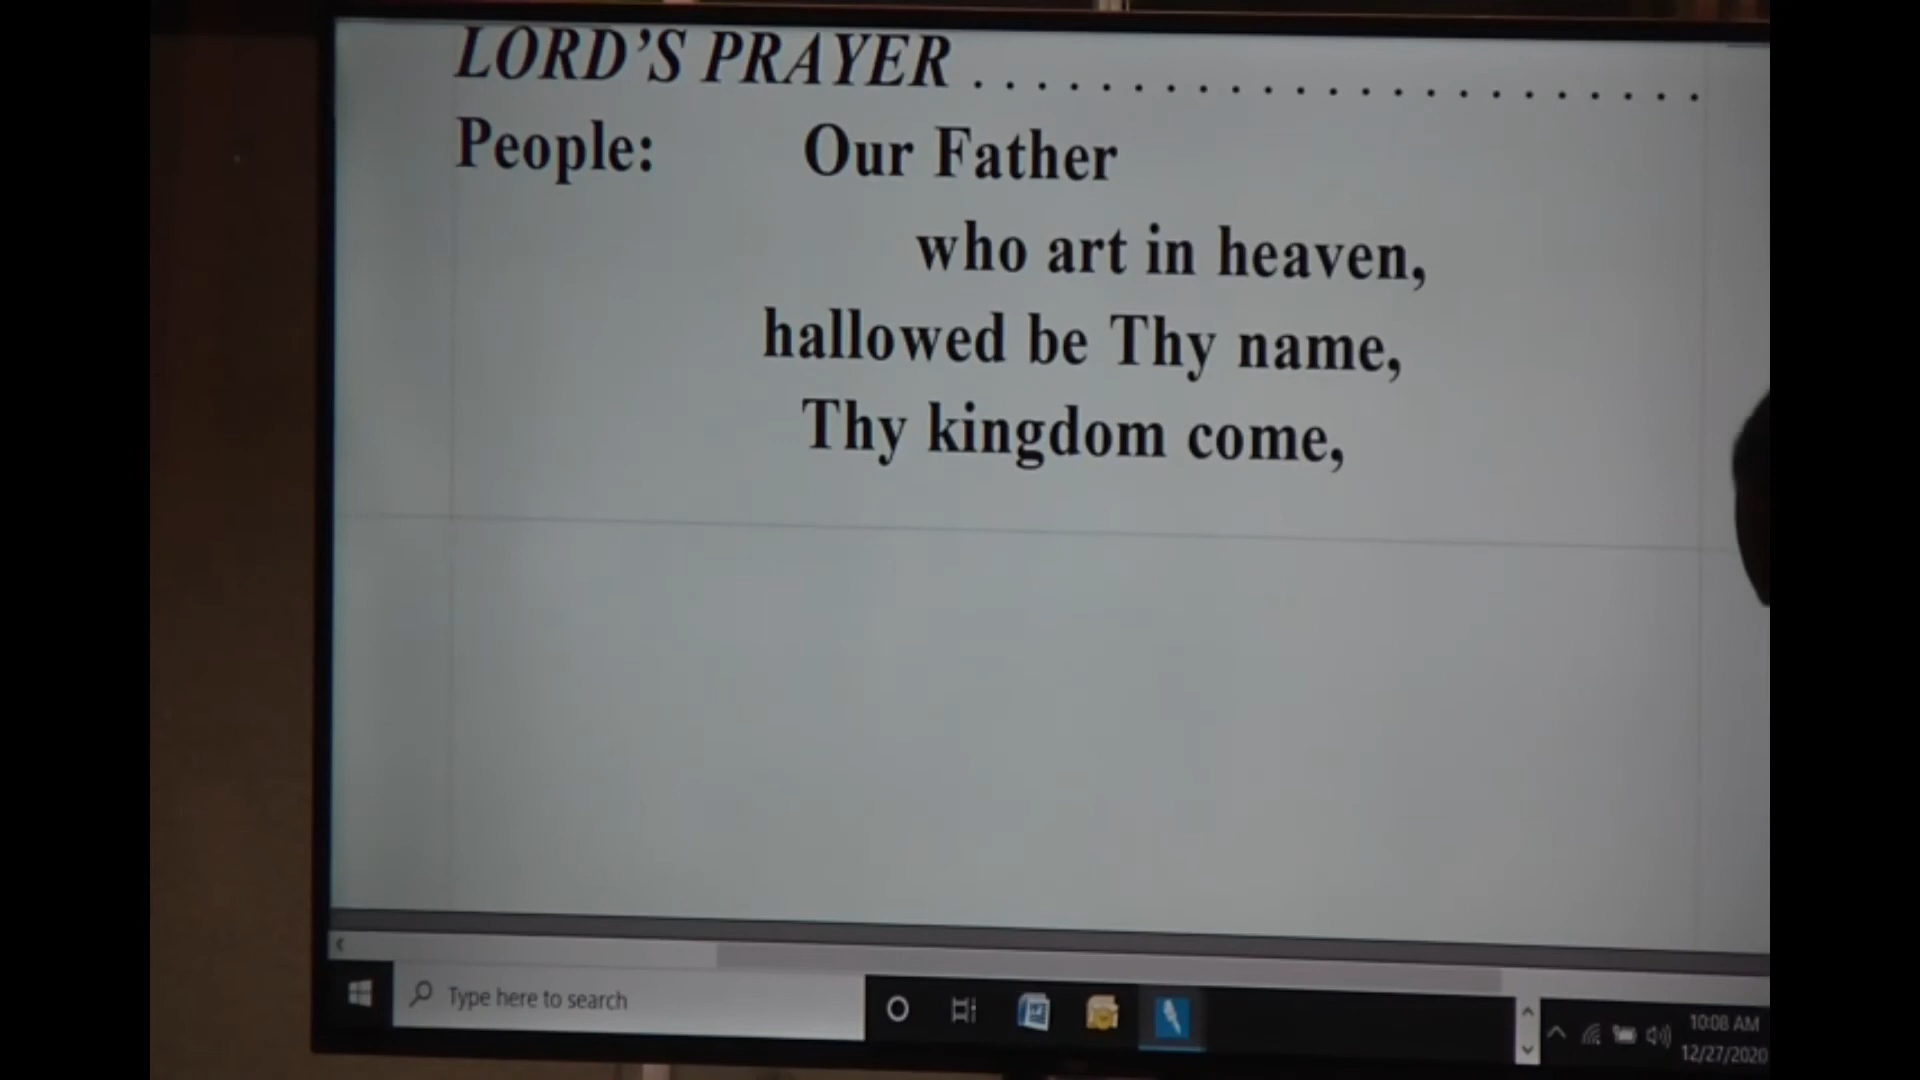 LORD'S PRAYER . . . . . . . . . . . . . . . . . . . . . . .
People: Our Father
who art in heaven,
hallowed be Thy name,
Thy kingdom come,
Type here to search
10:08 AM
12/27/2020